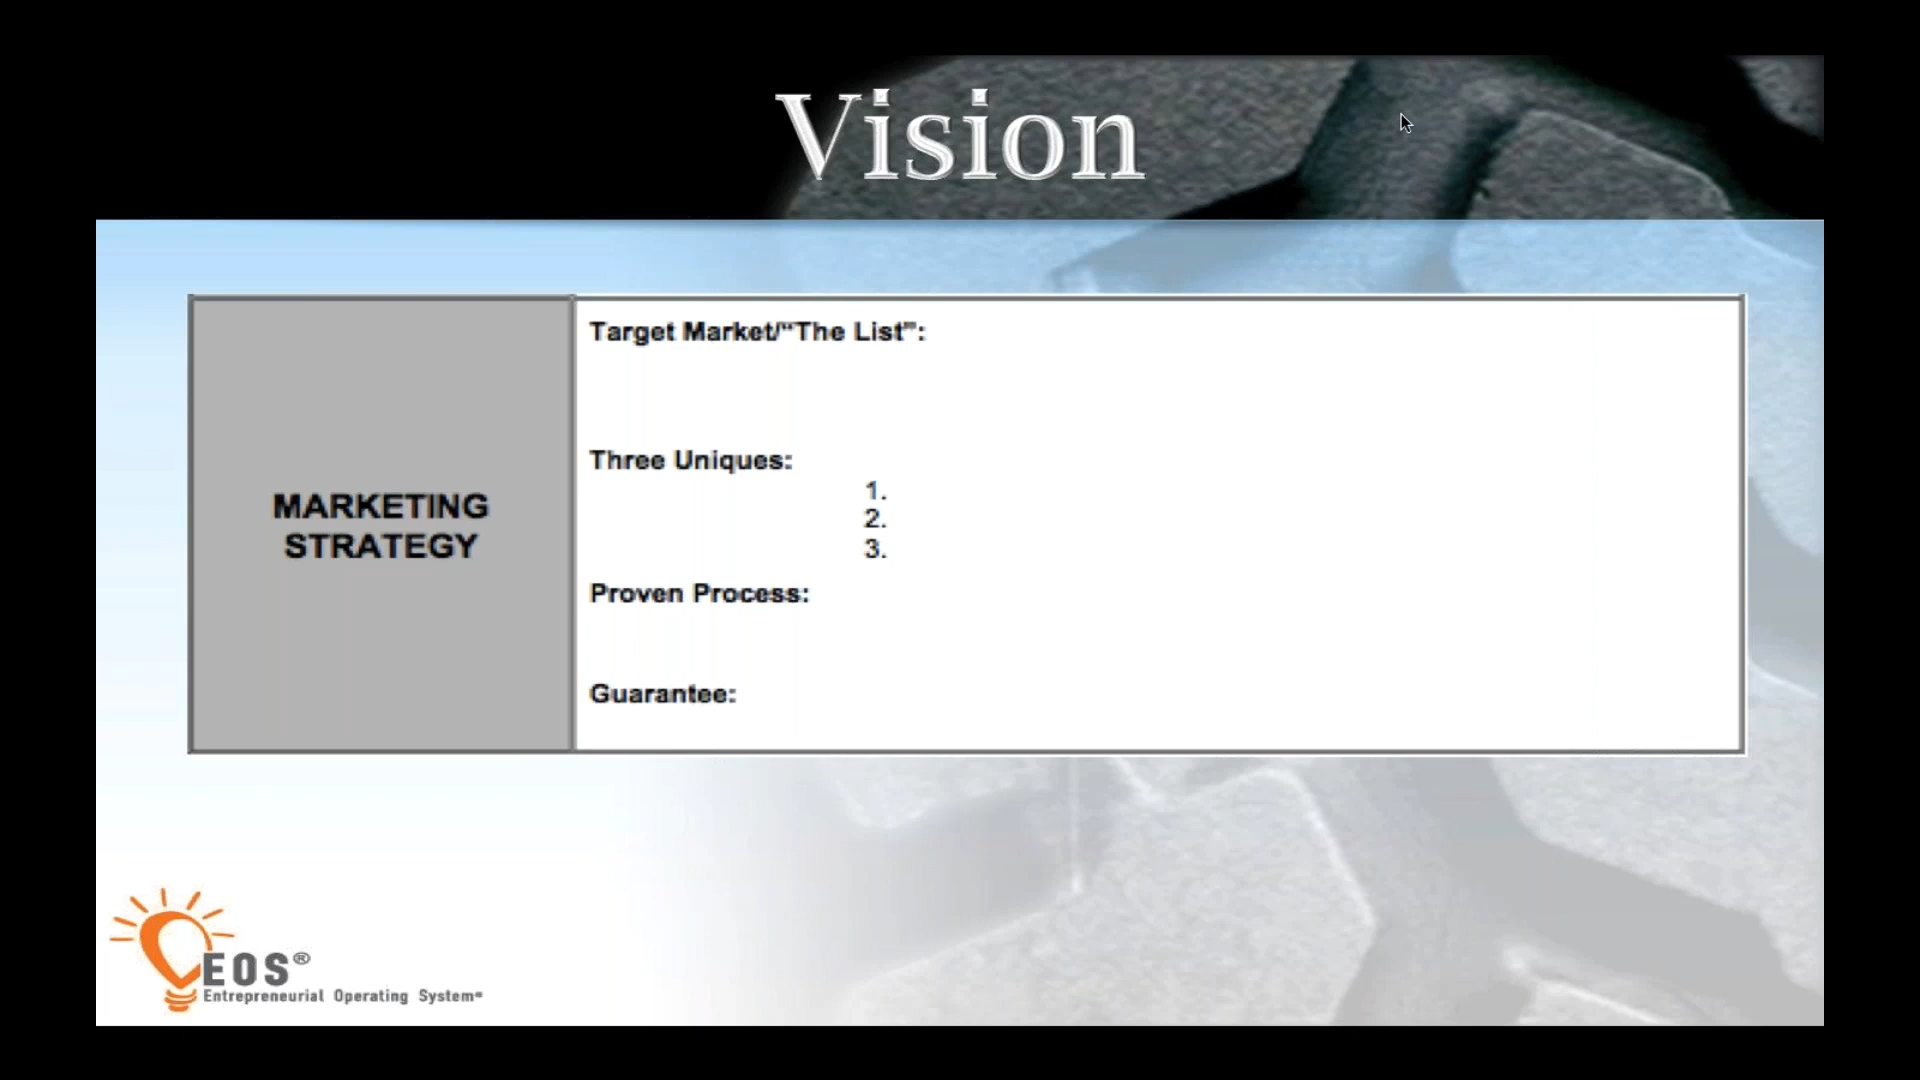 Vision
MARKETING
STRATEGY
Target Market/“The List”:
Three Uniques:
1.
2.
3.
Proven Process:
Guarantee:
EOS®
Entrepreneurial Operating System®